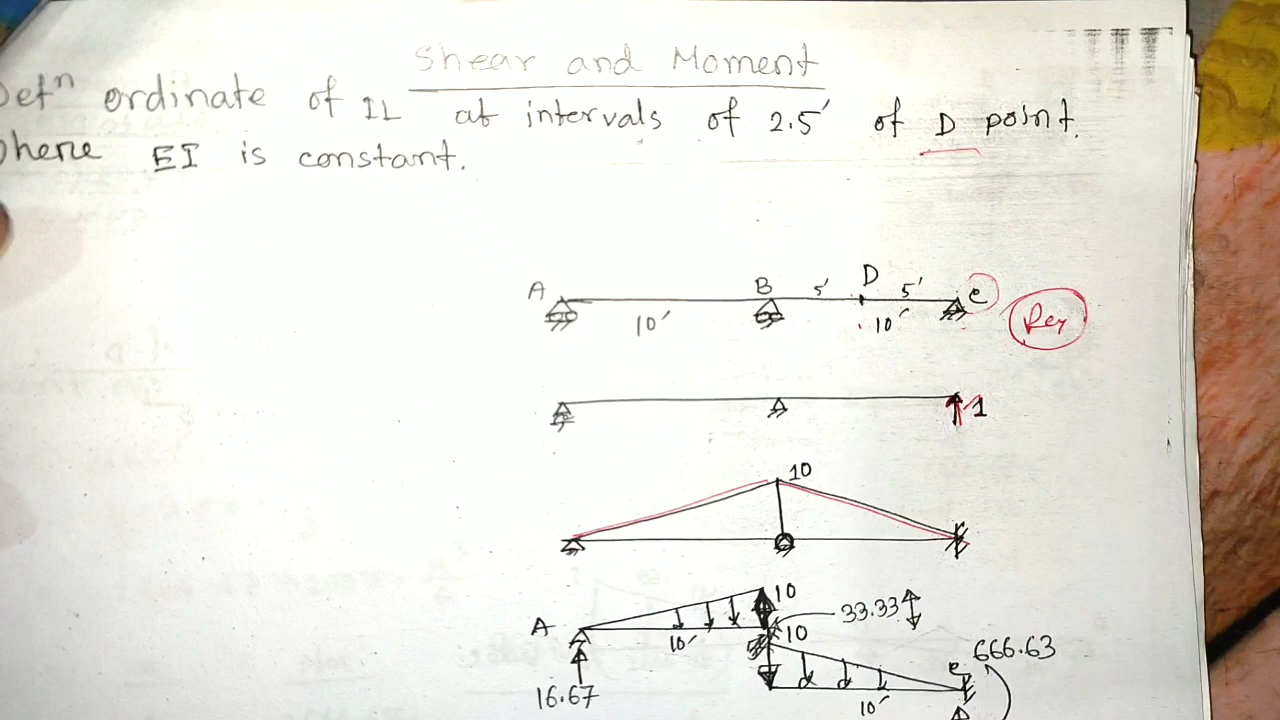 Shear and Moment
Detⁿ ordinate of IL at intervals of 2.5' of D point.
where EI is constant.
A B 5' D 5' C
10' 10'
1
10
10
A 10' 10 33.33
16.67 10' C 666.63